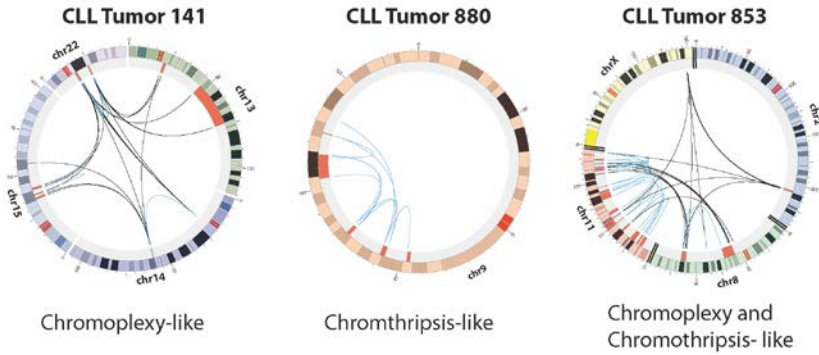 CLL Tumor 141
CLL Tumor 880
CLL Tumor 853
chr22
chr13
chr15
chr14
chr9
chrX
chr2
chr11
chr8
Chromoplexy-like
Chromthripsis-like
Chromoplexy and
Chromothripsis- like